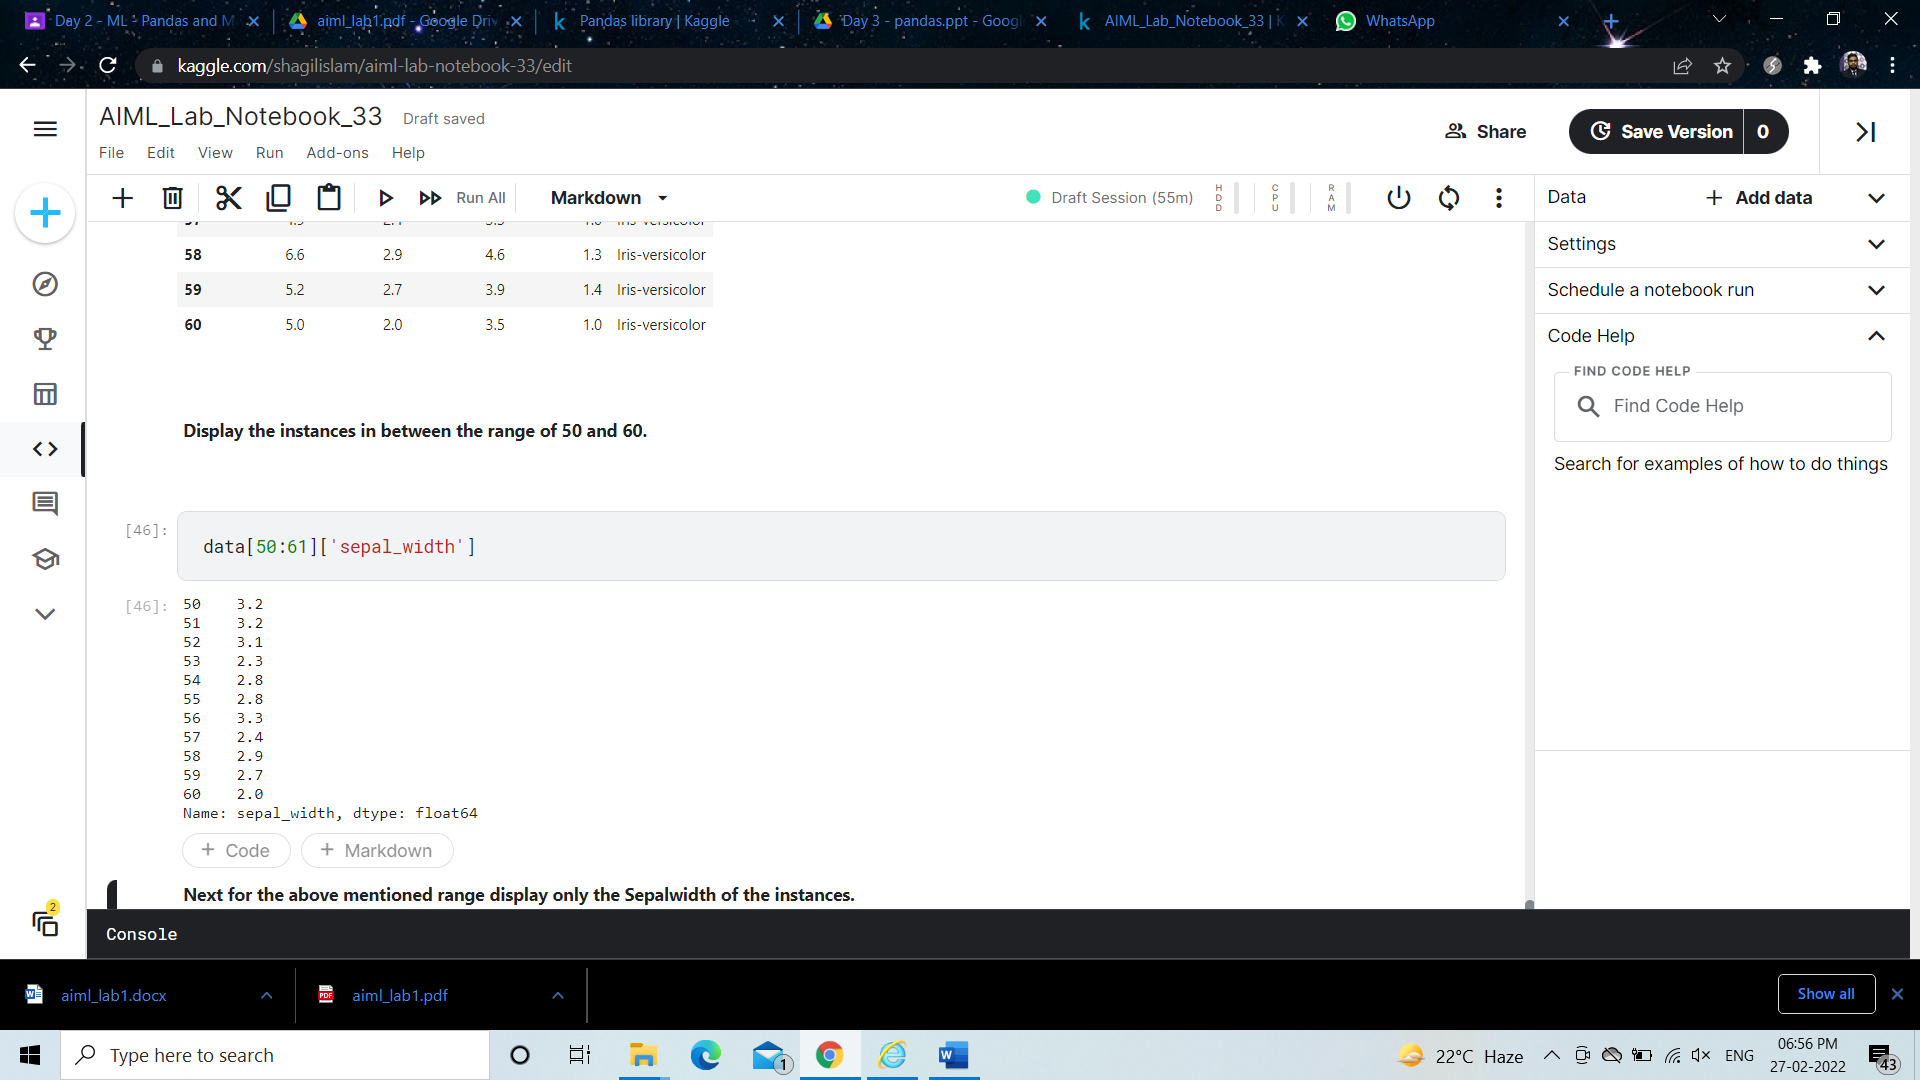 Day 2 - ML - Pandas and M
aiml_lab1.pdf - Google Driv
Pandas library | Kaggle
Day 3 - pandas.ppt - Googl
AIML_Lab_Notebook_33 | K
WhatsApp
kaggle.com/shagilislam/aiml-lab-notebook-33/edit
AIML_Lab_Notebook_33 Draft saved
File Edit View Run Add-ons Help
Share
Save Version 0
Run All Markdown
Draft Session (55m) HDD CPU RAM
Data + Add data
Settings
Schedule a notebook run
Code Help
FIND CODE HELP
Find Code Help
Search for examples of how to do things
58 6.6 2.9 4.6 1.3 Iris-versicolor
59 5.2 2.7 3.9 1.4 Iris-versicolor
60 5.0 2.0 3.5 1.0 Iris-versicolor
Display the instances in between the range of 50 and 60.
[46]: data[50:61]['sepal_width']
[46]: 50 3.2
51 3.2
52 3.1
53 2.3
54 2.8
55 2.8
56 3.3
57 2.4
58 2.9
59 2.7
60 2.0
Name: sepal_width, dtype: float64
+ Code + Markdown
Next for the above mentioned range display only the Sepalwidth of the instances.
2
Console
aiml_lab1.docx
PDF aiml_lab1.pdf
Show all
Type here to search
1
22°C Haze
ENG
06:56 PM
27-02-2022
43